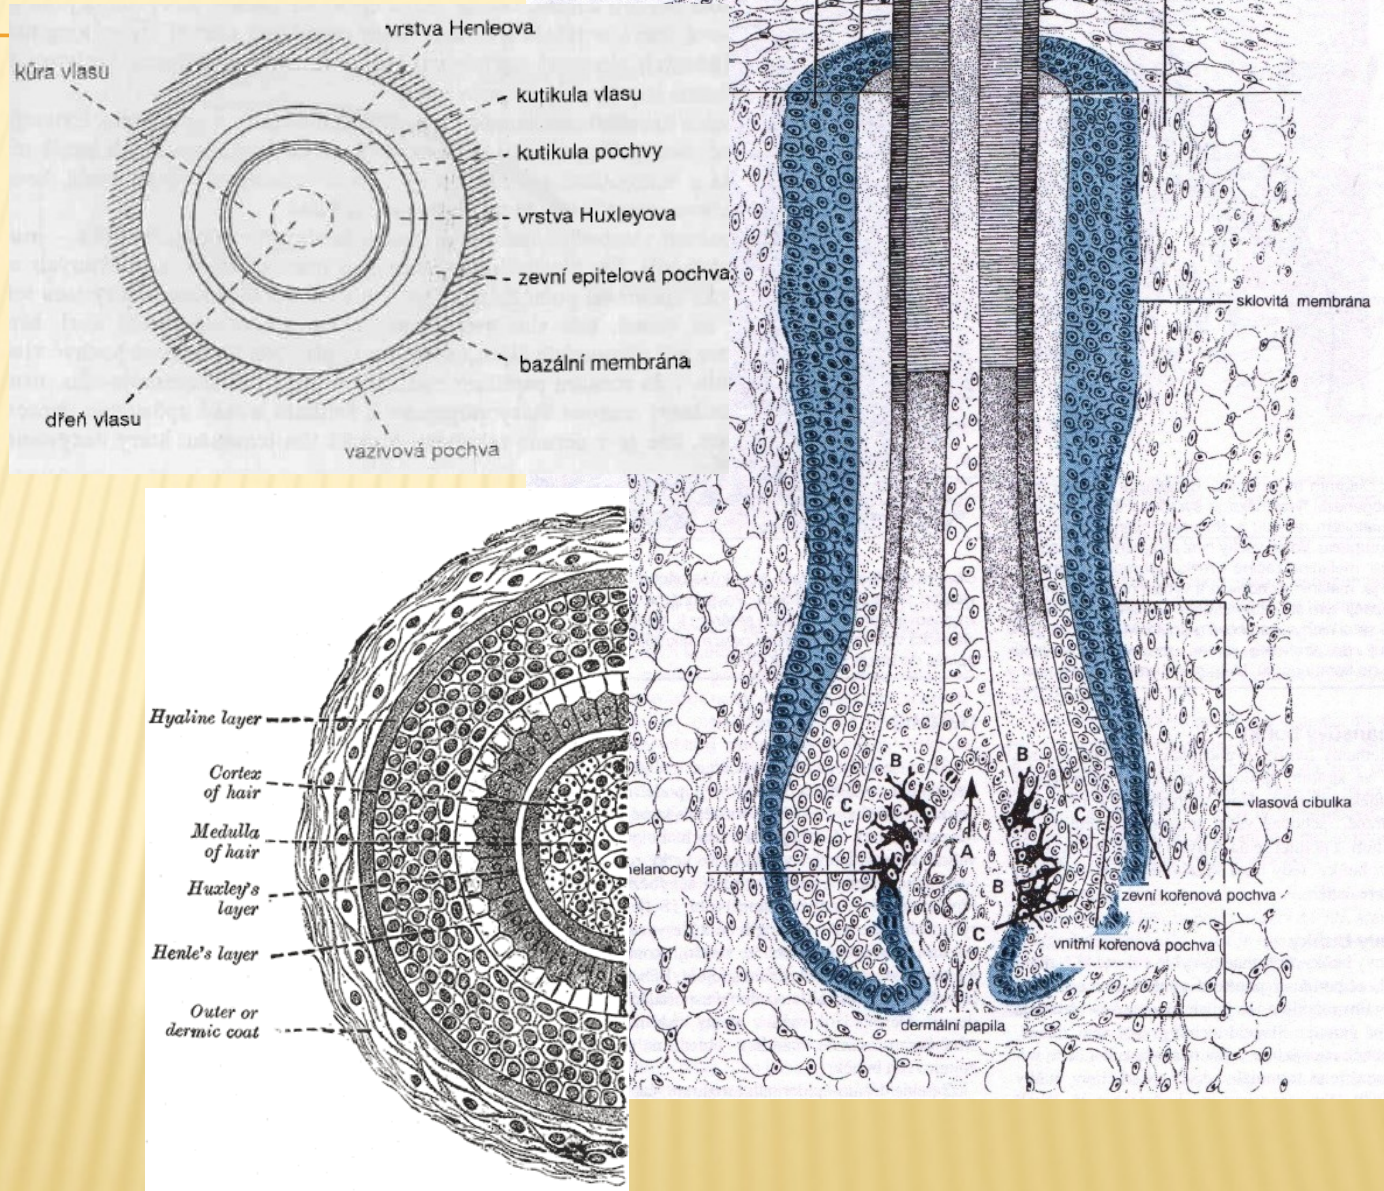 vrstva Henleova
kůra vlasu
kutikula vlasu
kutikula pochvy
vrstva Huxleyova
zevní epitelová pochva
bazální membrána
dřeň vlasu
vazivová pochva
Hyaline layer
Cortex
of hair
Medulla
of hair
Huxley's
layer
Henle's layer
Outer or
dermic coat
sklovitá membrána
B
B
C
C
vlasová cibulka
A
elanocyty
B
zevní kořenová pochva
C
vnitřní kořenová pochva
dermální papila